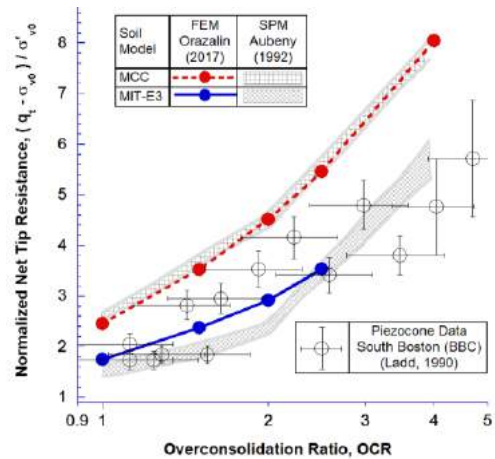 Normalized Net Tip Resistance, ( qt - σv0) / σ'v0
8
7
6
5
4
3
2
1
Soil Model
FEM Orazalin (2017)
SPM Aubeny (1992)
MCC
MIT-E3
Piezocone Data
South Boston (BBC)
(Ladd, 1990)
0.9 1 2 3 4 5
Overconsolidation Ratio, OCR